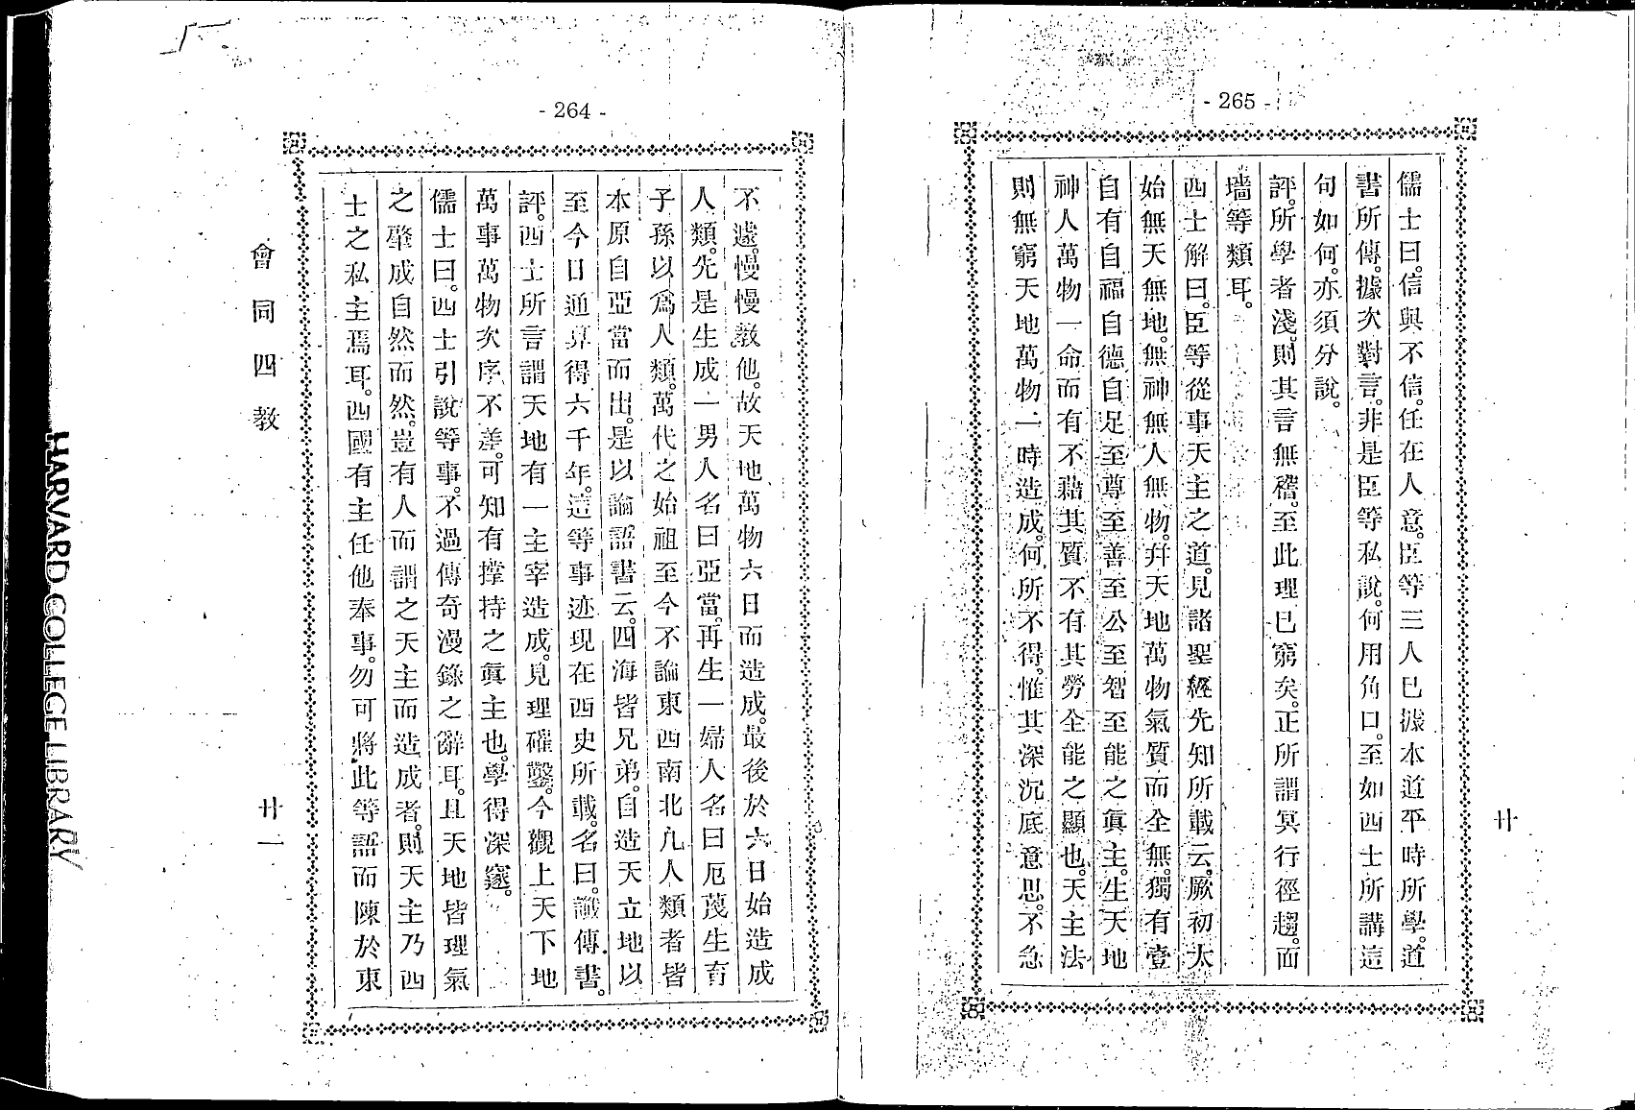 - 265 -
儒士曰。信與不信。任在人意。臣等三人已據本道平時所學。道
書所傳。據次對言。非是臣等私說。何用角口。至如西士所講這
句如何。亦須分說。
評。所學者淺。則其言無稽。至此理已窮矣。正所謂冥行徑趨。而
墻等類耳。
西士解曰。臣等從事天主之道。見諸聖經先知所載云。厥初太
始無天無地。無神無人無物。幷天地萬物氣質而全無。獨有壹
自有自福自德自足至尊至善至公至智至能之眞主。生天地
神人萬物一命而有不藉其質不有其勞全能之顯也。天主法
則無窮天地萬物一時造成。何所不得。惟其深沉底意思。不急
廿
- 264 -
不遽。慢慢敎他。故天地萬物六日而造成。最後於六日始造成
人類。先是生成一男人名曰亞當。再生一婦人名曰厄蔑生育
子孫以爲人類。萬代之始祖至今不論東西南北凡人類者皆
本原自亞當而出。是以論語書云。四海皆兄弟。自造天立地以
至今日通算得六千年。這等事迹現在西史所載。名曰。讖傳書。
評。西士所言謂天地有一主宰造成。見理確鑿。今觀上天下地
萬事萬物次序不差。可知有撑持之眞主也。學得深邃。
儒士曰。西士引說等事。不過傳奇漫錄之辭耳。且天地皆理氣
之肇成自然而然。豈有人而謂之天主而造成者。則天主乃西
士之私主焉耳。西國有主任他奉事。勿可將此等語而陳於東
會同四教
廿一
HARVARD COLLEGE LIBRARY